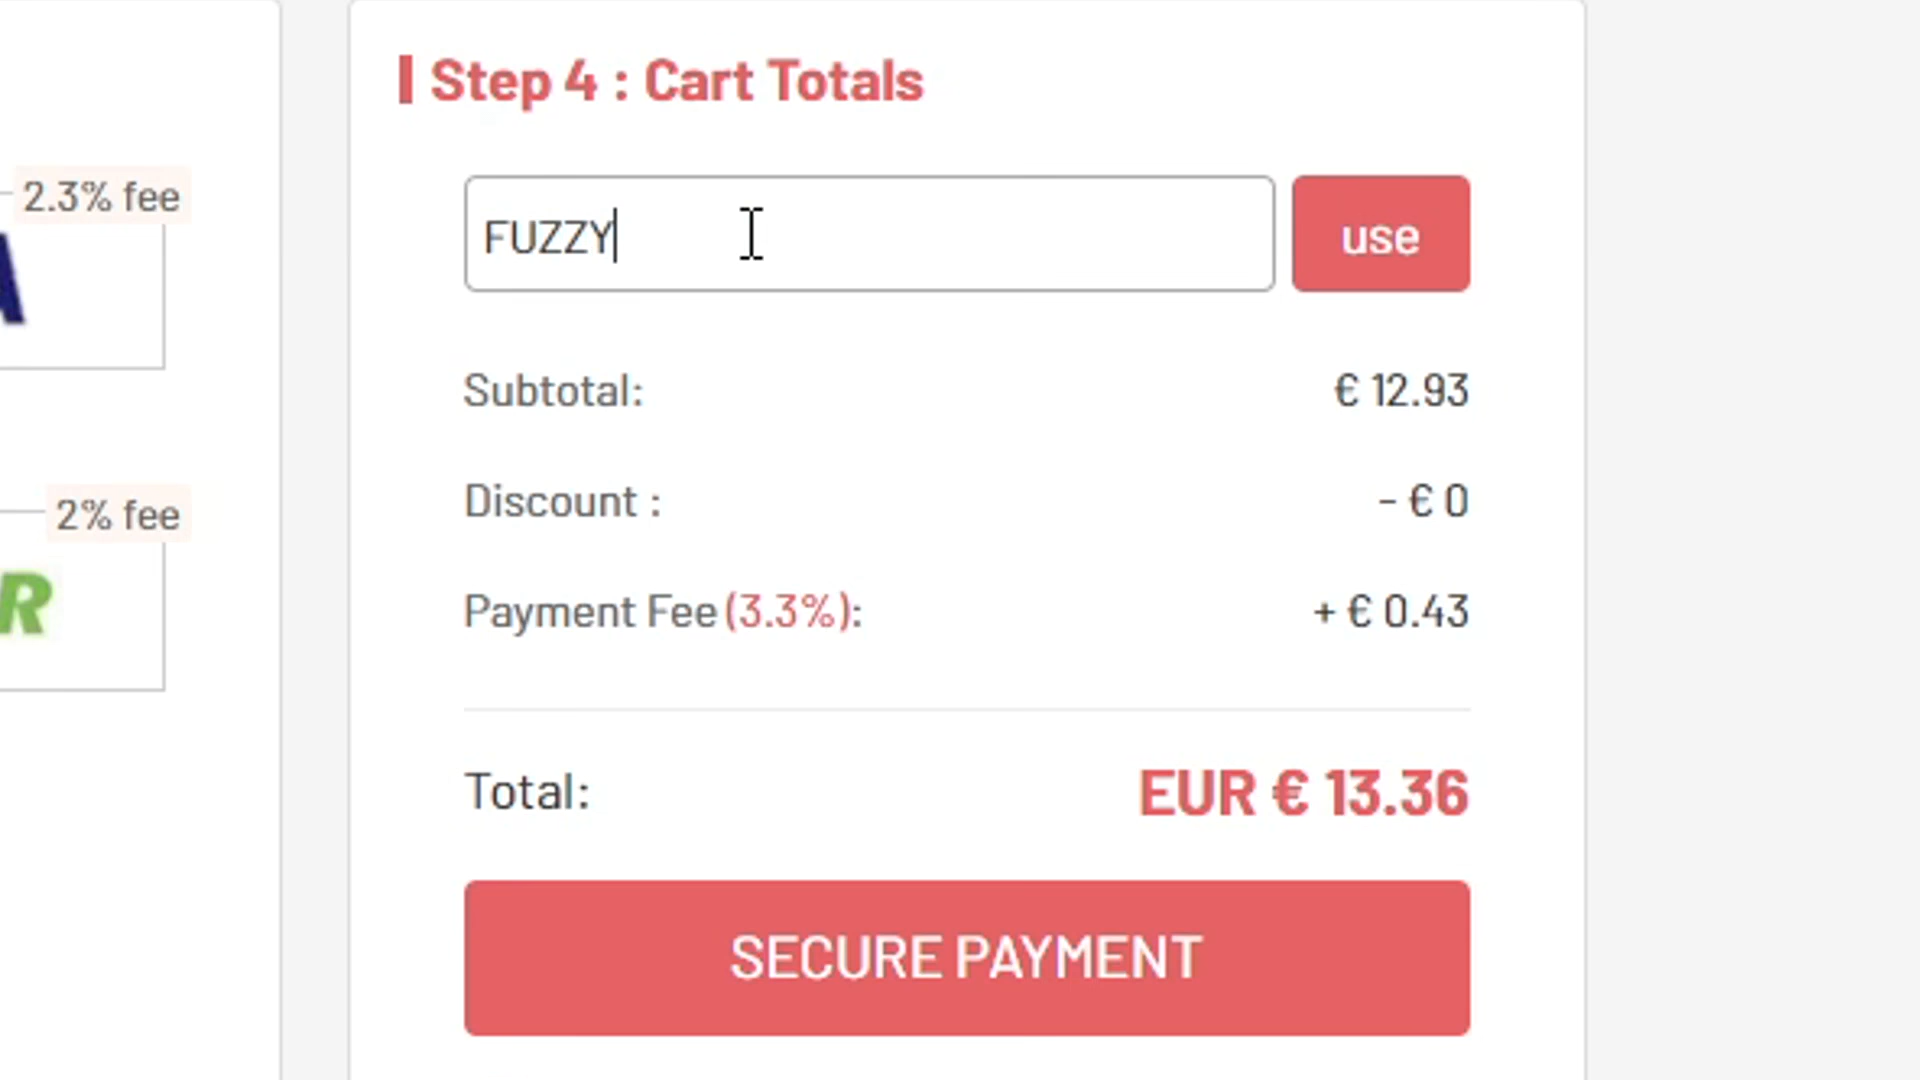 Step 4 : Cart Totals
2.3% fee
FUZZY
use
A
Subtotal: € 12.93
Discount : - € 0
2% fee
R
Payment Fee (3.3%): + € 0.43
Total: EUR € 13.36
SECURE PAYMENT